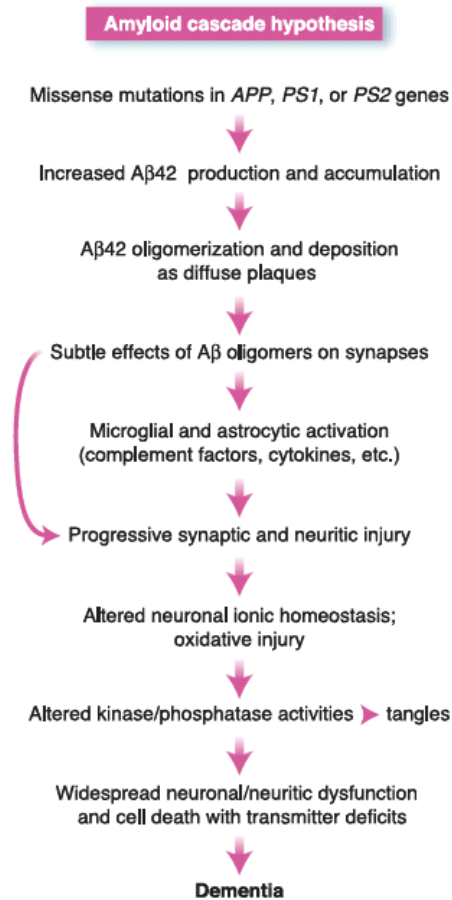 Amyloid cascade hypothesis
Missense mutations in APP, PS1, or PS2 genes
Increased Aβ42 production and accumulation
Aβ42 oligomerization and deposition
as diffuse plaques
Subtle effects of Aβ oligomers on synapses
Microglial and astrocytic activation
(complement factors, cytokines, etc.)
Progressive synaptic and neuritic injury
Altered neuronal ionic homeostasis;
oxidative injury
Altered kinase/phosphatase activities tangles
Widespread neuronal/neuritic dysfunction
and cell death with transmitter deficits
Dementia